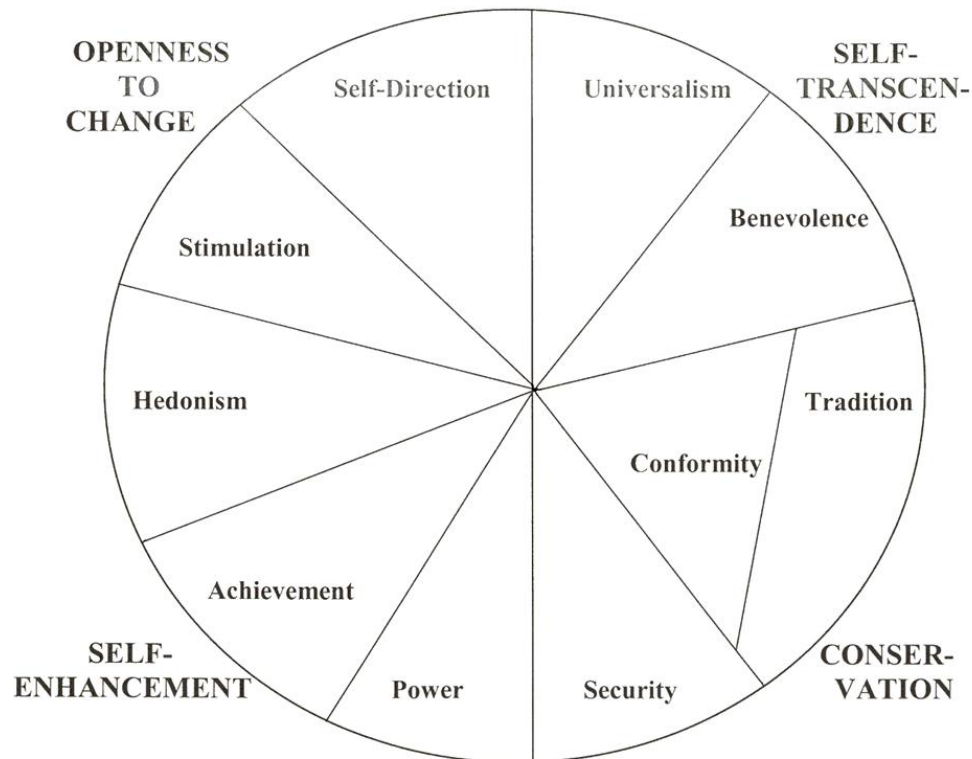 OPENNESS
TO
CHANGE
SELF-
TRANSCEN-
DENCE
Self-Direction
Universalism
Benevolence
Stimulation
Hedonism
Tradition
Conformity
Achievement
SELF-
ENHANCEMENT
CONSER-
VATION
Power
Security